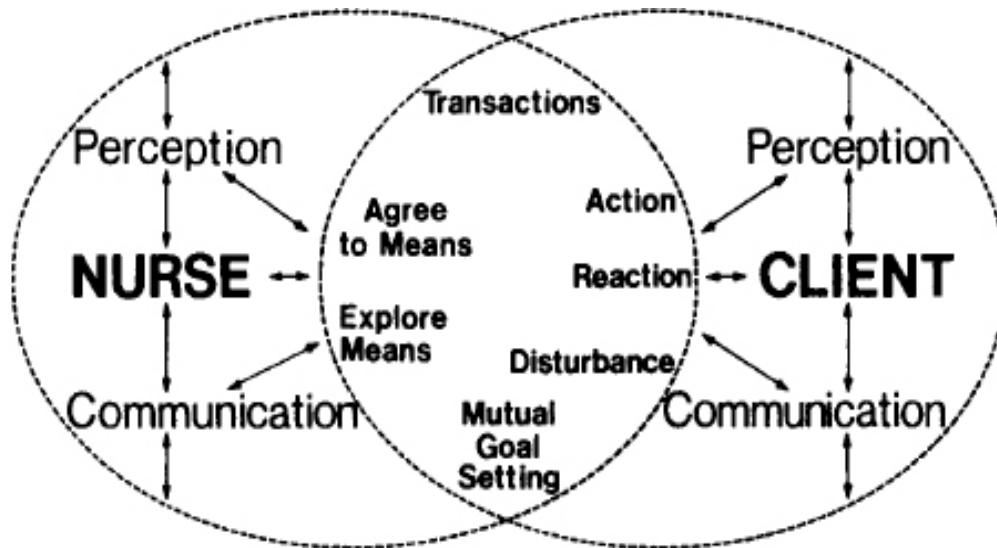 Transactions
Perception
Perception
Action
Agree
to Means
NURSE
Reaction
CLIENT
Explore
Means
Disturbance
Communication
Communication
Mutual
Goal
Setting